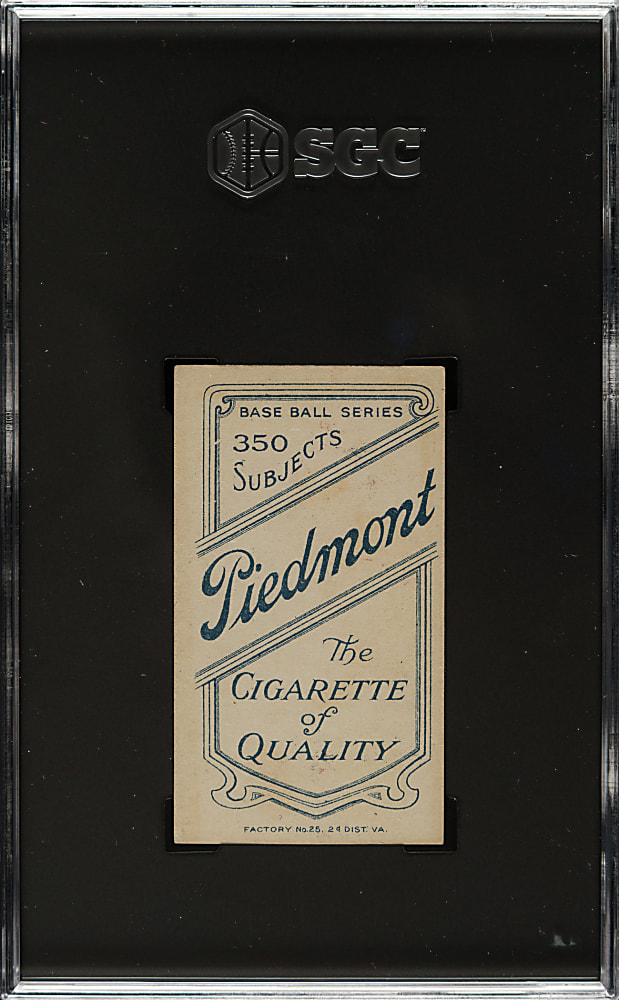 SGC
BASE BALL SERIES
350
SUBJECTS
Piedmont
The
CIGARETTE
of
QUALITY
FACTORY No. 25, 2d DIST. VA.